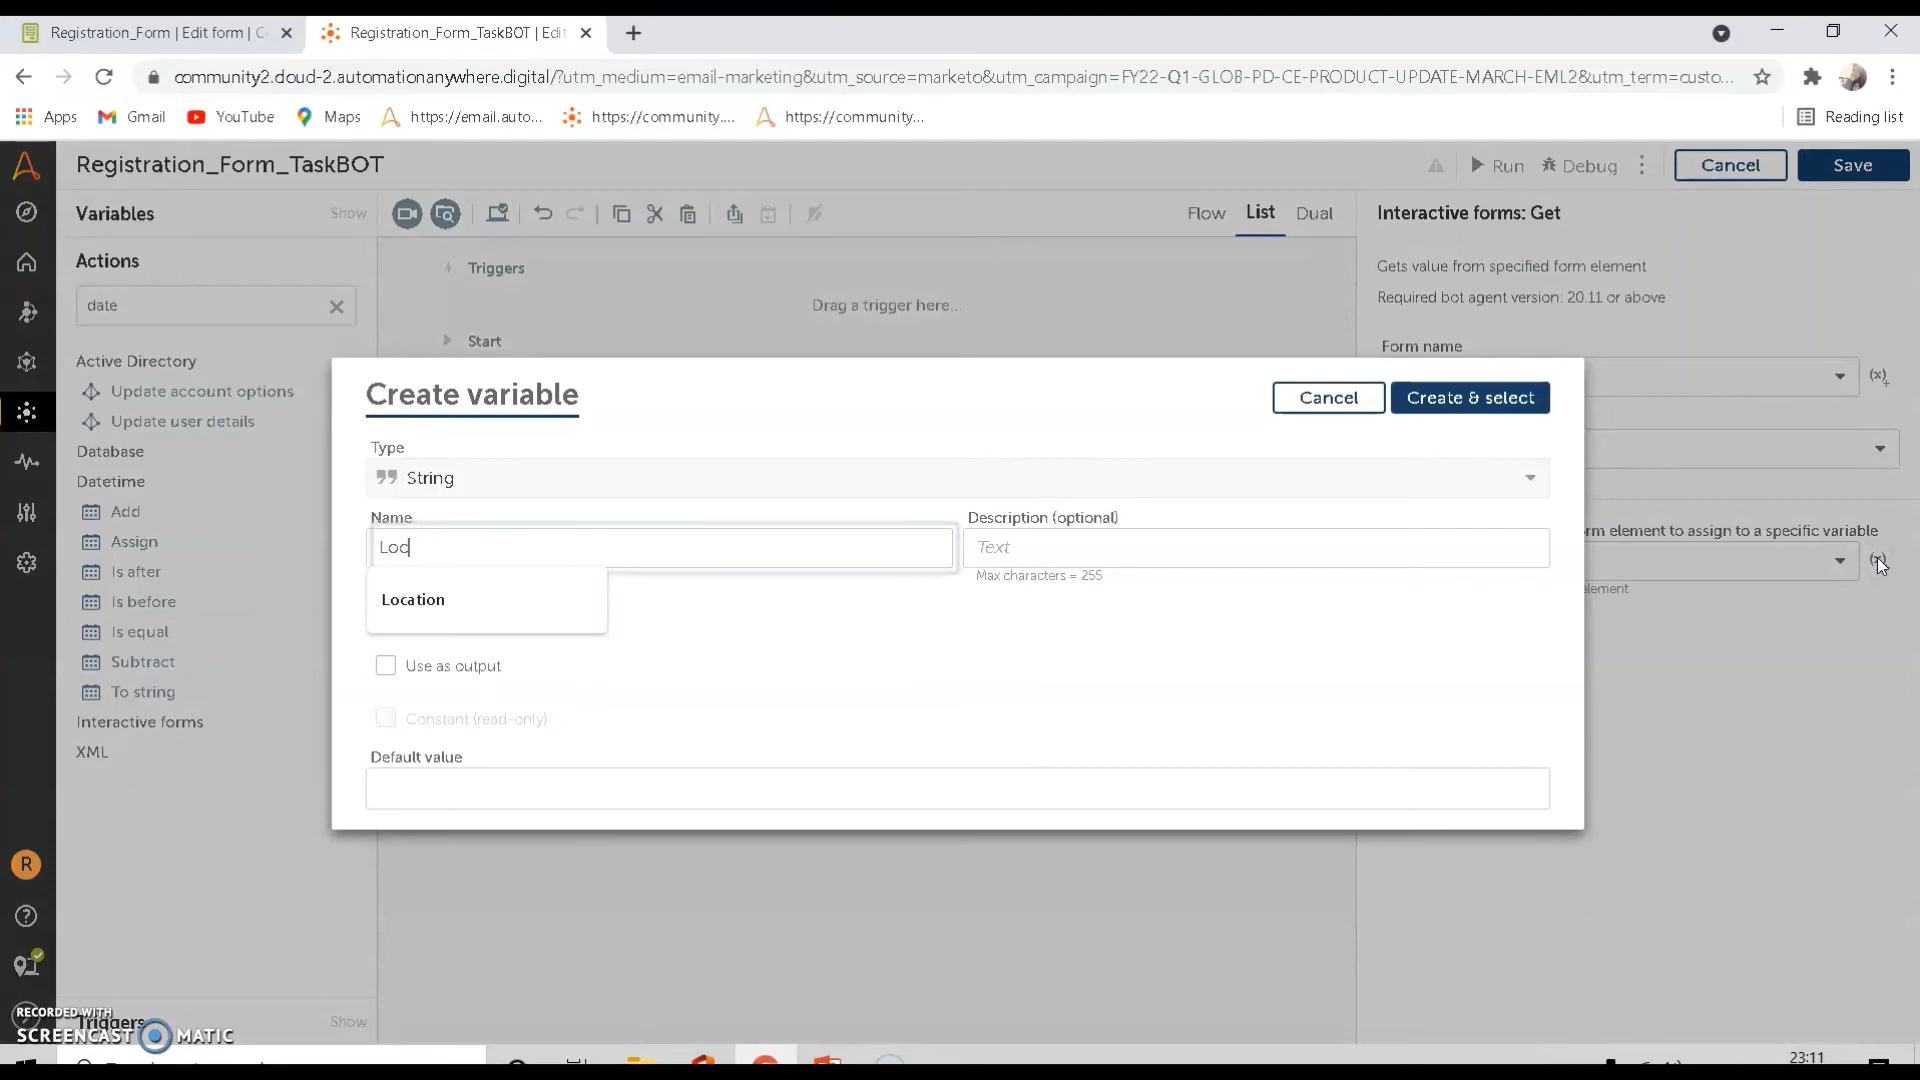 Registration_Form | Edit form | C
Registration_Form_TaskBOT | Edit
community2.cloud-2.automationanywhere.digital/?utm_medium=email-marketing&utm_source=marketo&utm_campaign=FY22-Q1-GLOB-PD-CE-PRODUCT-UPDATE-MARCH-EML2&utm_term=custo...
Apps
Gmail
YouTube
Maps
https://email.auto...
https://community....
https://community...
Reading list
Registration_Form_TaskBOT
Run
Debug
Cancel
Save
Variables
Show
Flow
List
Dual
Interactive forms: Get
Actions
date
Triggers
Drag a trigger here...
Start
Gets value from specified form element
Required bot agent version: 20.11 or above
Form name
Active Directory
Update account options
Update user details
Database
Datetime
Add
Assign
Is after
Is before
Is equal
Subtract
To string
Interactive forms
XML
Create variable
Cancel
Create & select
Type
String
Name
Description (optional)
Loc
Text
Max characters = 255
Location
Use as output
Constant (read-only)
Default value
rm element to assign to a specific variable
element
R
Triggers
Show
RECORDED WITH
SCREENCAST MATIC
23:11